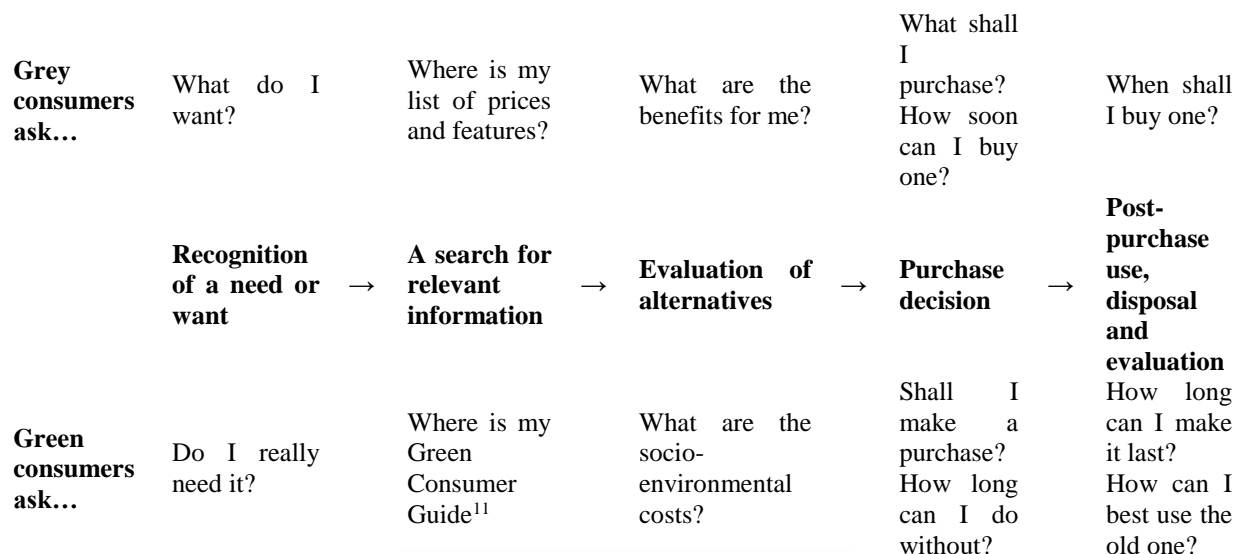 Grey
consumers
ask…
What do I
want?
Where is my
list of prices
and features?
What are the
benefits for me?
What shall
I
purchase?
How soon
can I buy
one?
When shall
I buy one?
Recognition
of a need or
want
→
A search for
relevant
information
→
Evaluation of
alternatives
→
Purchase
decision
→
Post-
purchase
use,
disposal
and
evaluation
Green
consumers
ask…
Do I really
need it?
Where is my
Green
Consumer
Guide¹¹
What are the
socio-
environmental
costs?
Shall I
make a
purchase?
How long
can I do
without?
How long
can I make
it last?
How can I
best use the
old one?